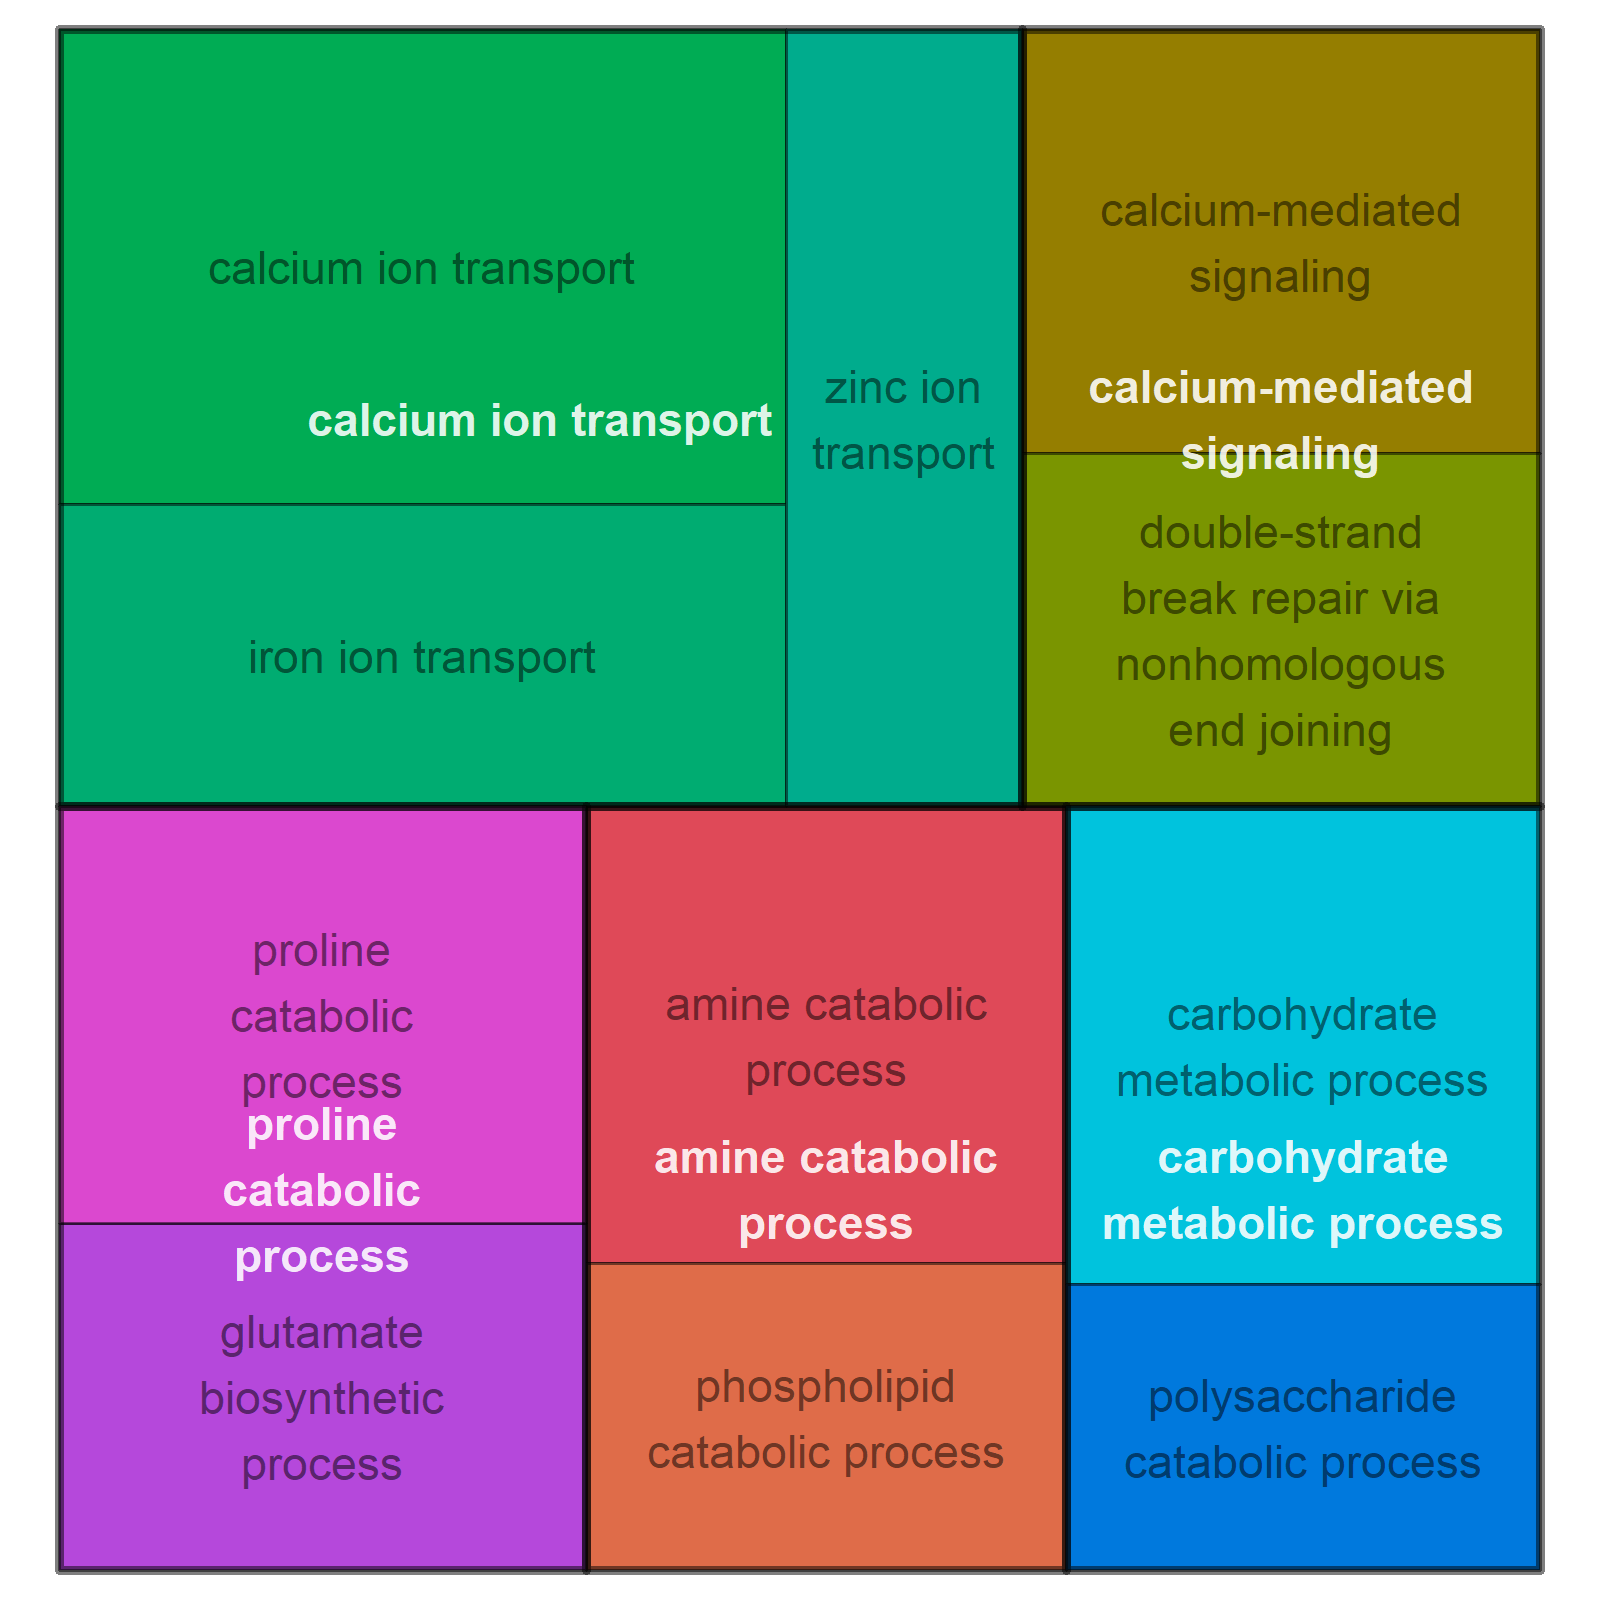 calcium ion transport
calcium ion transport
iron ion transport
zinc ion
transport
calcium-mediated
signaling
calcium-mediated
signaling
double-strand
break repair via
nonhomologous
end joining
proline
catabolic
process
proline
catabolic
process
glutamate
biosynthetic
process
amine catabolic
process
amine catabolic
process
phospholipid
catabolic process
carbohydrate
metabolic process
carbohydrate
metabolic process
polysaccharide
catabolic process